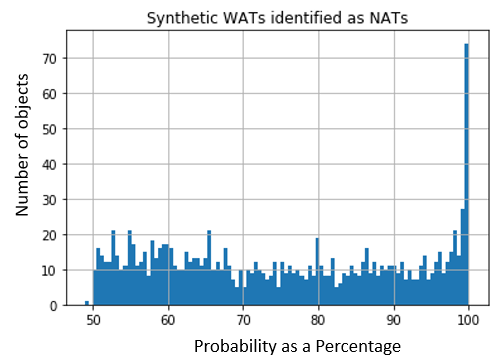 Synthetic WATs identified as NATs
Number of objects
70
60
50
40
30
20
10
0
50 60 70 80 90 100
Probability as a Percentage